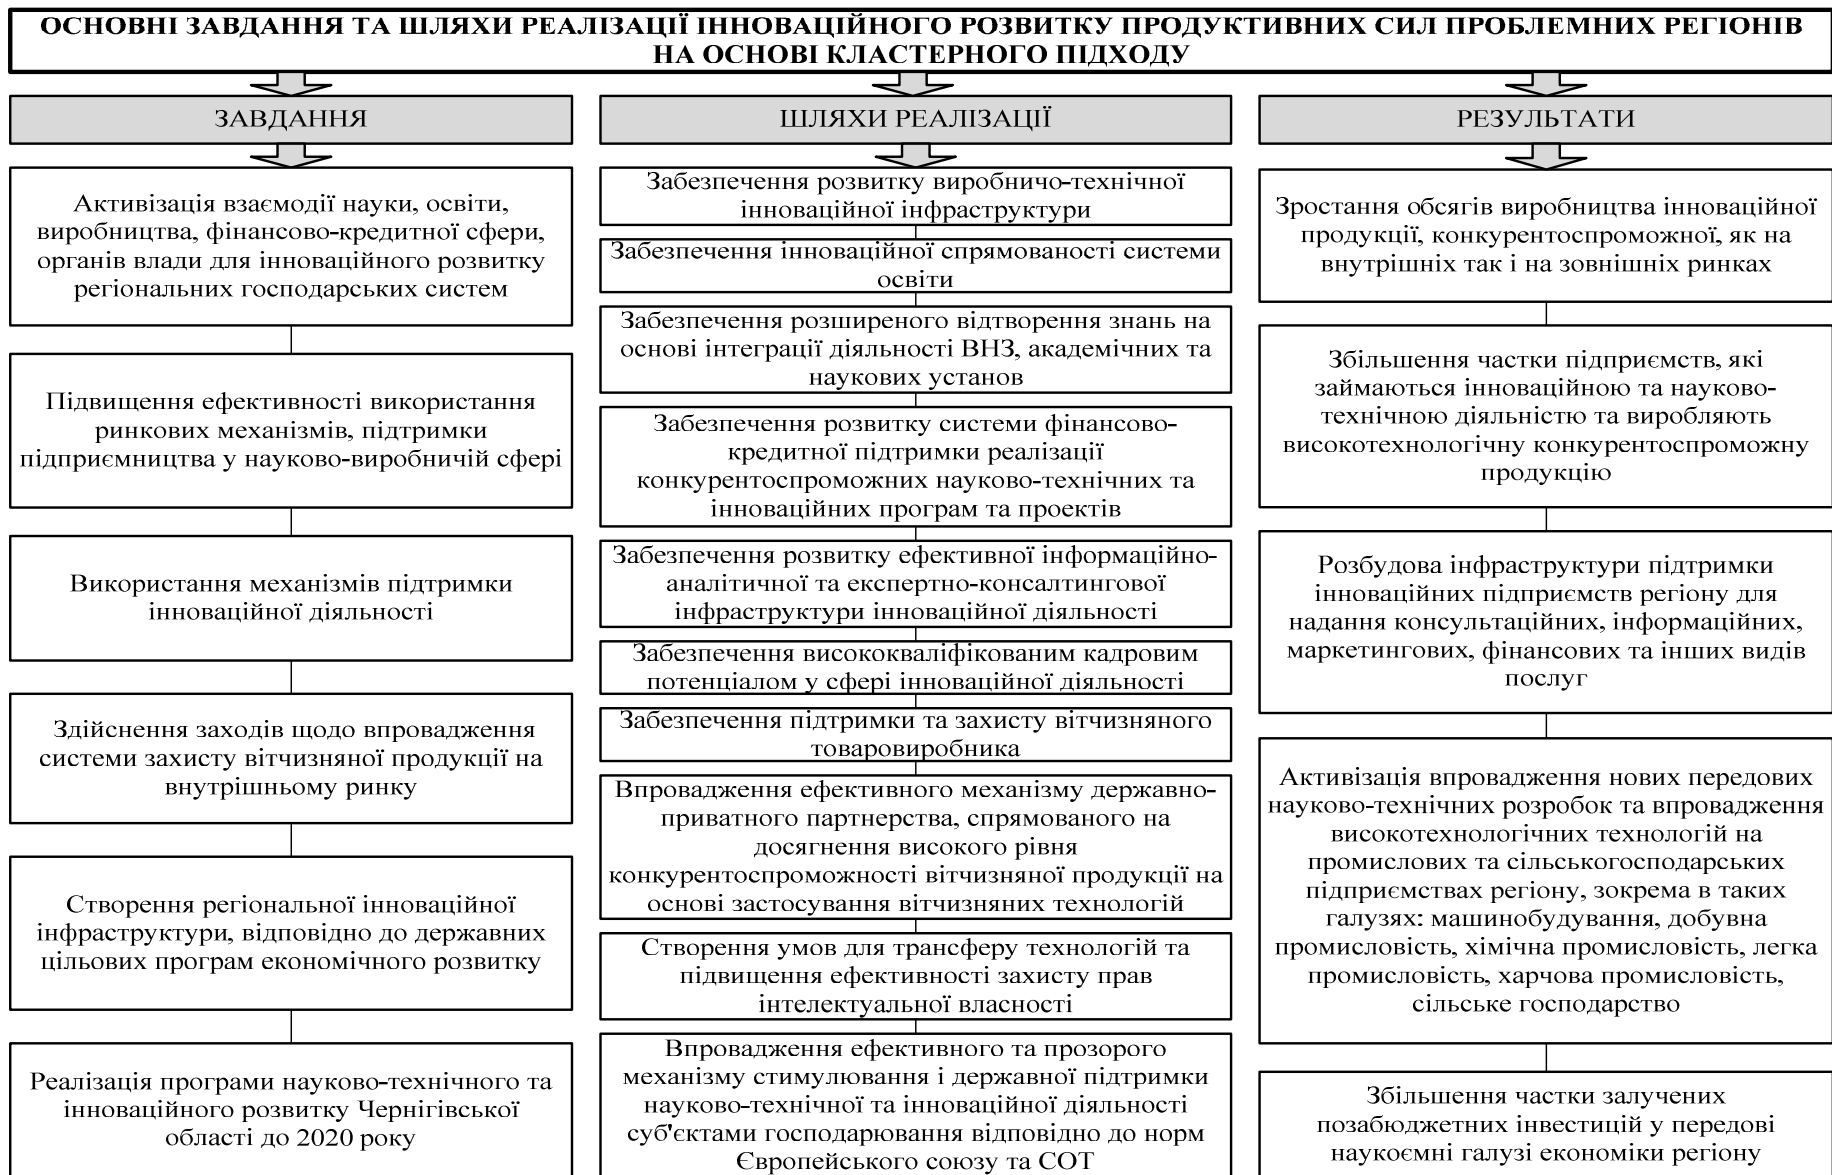 ОСНОВНІ ЗАВДАННЯ ТА ШЛЯХИ РЕАЛІЗАЦІЇ ІННОВАЦІЙНОГО РОЗВИТКУ ПРОДУКТИВНИХ СИЛ ПРОБЛЕМНИХ РЕГІОНІВ
НА ОСНОВІ КЛАСТЕРНОГО ПІДХОДУ
ЗАВДАННЯ
Активізація взаємодії науки, освіти,
виробництва, фінансово-кредитної сфери,
органів влади для інноваційного розвитку
регіональних господарських систем
Підвищення ефективності використання
ринкових механізмів, підтримки
підприємництва у науково-виробничій сфері
Використання механізмів підтримки
інноваційної діяльності
Здійснення заходів щодо впровадження
системи захисту вітчизняної продукції на
внутрішньому ринку
Створення регіональної інноваційної
інфраструктури, відповідно до державних
цільових програм економічного розвитку
Реалізація програми науково-технічного та
інноваційного розвитку Чернігівської
області до 2020 року
ШЛЯХИ РЕАЛІЗАЦІЇ
Забезпечення розвитку виробничо-технічної
інноваційної інфраструктури
Забезпечення інноваційної спрямованості системи
освіти
Забезпечення розширеного відтворення знань на
основі інтеграції діяльності ВНЗ, академічних та
наукових установ
Забезпечення розвитку системи фінансово-
кредитної підтримки реалізації
конкурентоспроможних науково-технічних та
інноваційних програм та проектів
Забезпечення розвитку ефективної інформаційно-
аналітичної та експертно-консалтингової
інфраструктури інноваційної діяльності
Забезпечення висококваліфікованим кадровим
потенціалом у сфері інноваційної діяльності
Забезпечення підтримки та захисту вітчизняного
товаровиробника
Впровадження ефективного механізму державно-
приватного партнерства, спрямованого на
досягнення високого рівня
конкурентоспроможності вітчизняної продукції на
основі застосування вітчизняних технологій
Створення умов для трансферу технологій та
підвищення ефективності захисту прав
інтелектуальної власності
Впровадження ефективного та прозорого
механізму стимулювання і державної підтримки
науково-технічної та інноваційної діяльності
суб'єктами господарювання відповідно до норм
Європейського союзу та СОТ
РЕЗУЛЬТАТИ
Зростання обсягів виробництва інноваційної
продукції, конкурентоспроможної, як на
внутрішніх так і на зовнішніх ринках
Збільшення частки підприємств, які
займаються інноваційною та науково-
технічною діяльністю та виробляють
високотехнологічну конкурентоспроможну
продукцію
Розбудова інфраструктури підтримки
інноваційних підприємств регіону для
надання консультаційних, інформаційних,
маркетингових, фінансових та інших видів
послуг
Активізація впровадження нових передових
науково-технічних розробок та впровадження
високотехнологічних технологій на
промислових та сільськогосподарських
підприємствах регіону, зокрема в таких
галузях: машинобудування, добувна
промисловість, хімічна промисловість, легка
промисловість, харчова промисловість,
сільське господарство
Збільшення частки залучених
позабюджетних інвестицій у передові
наукоємні галузі економіки регіону